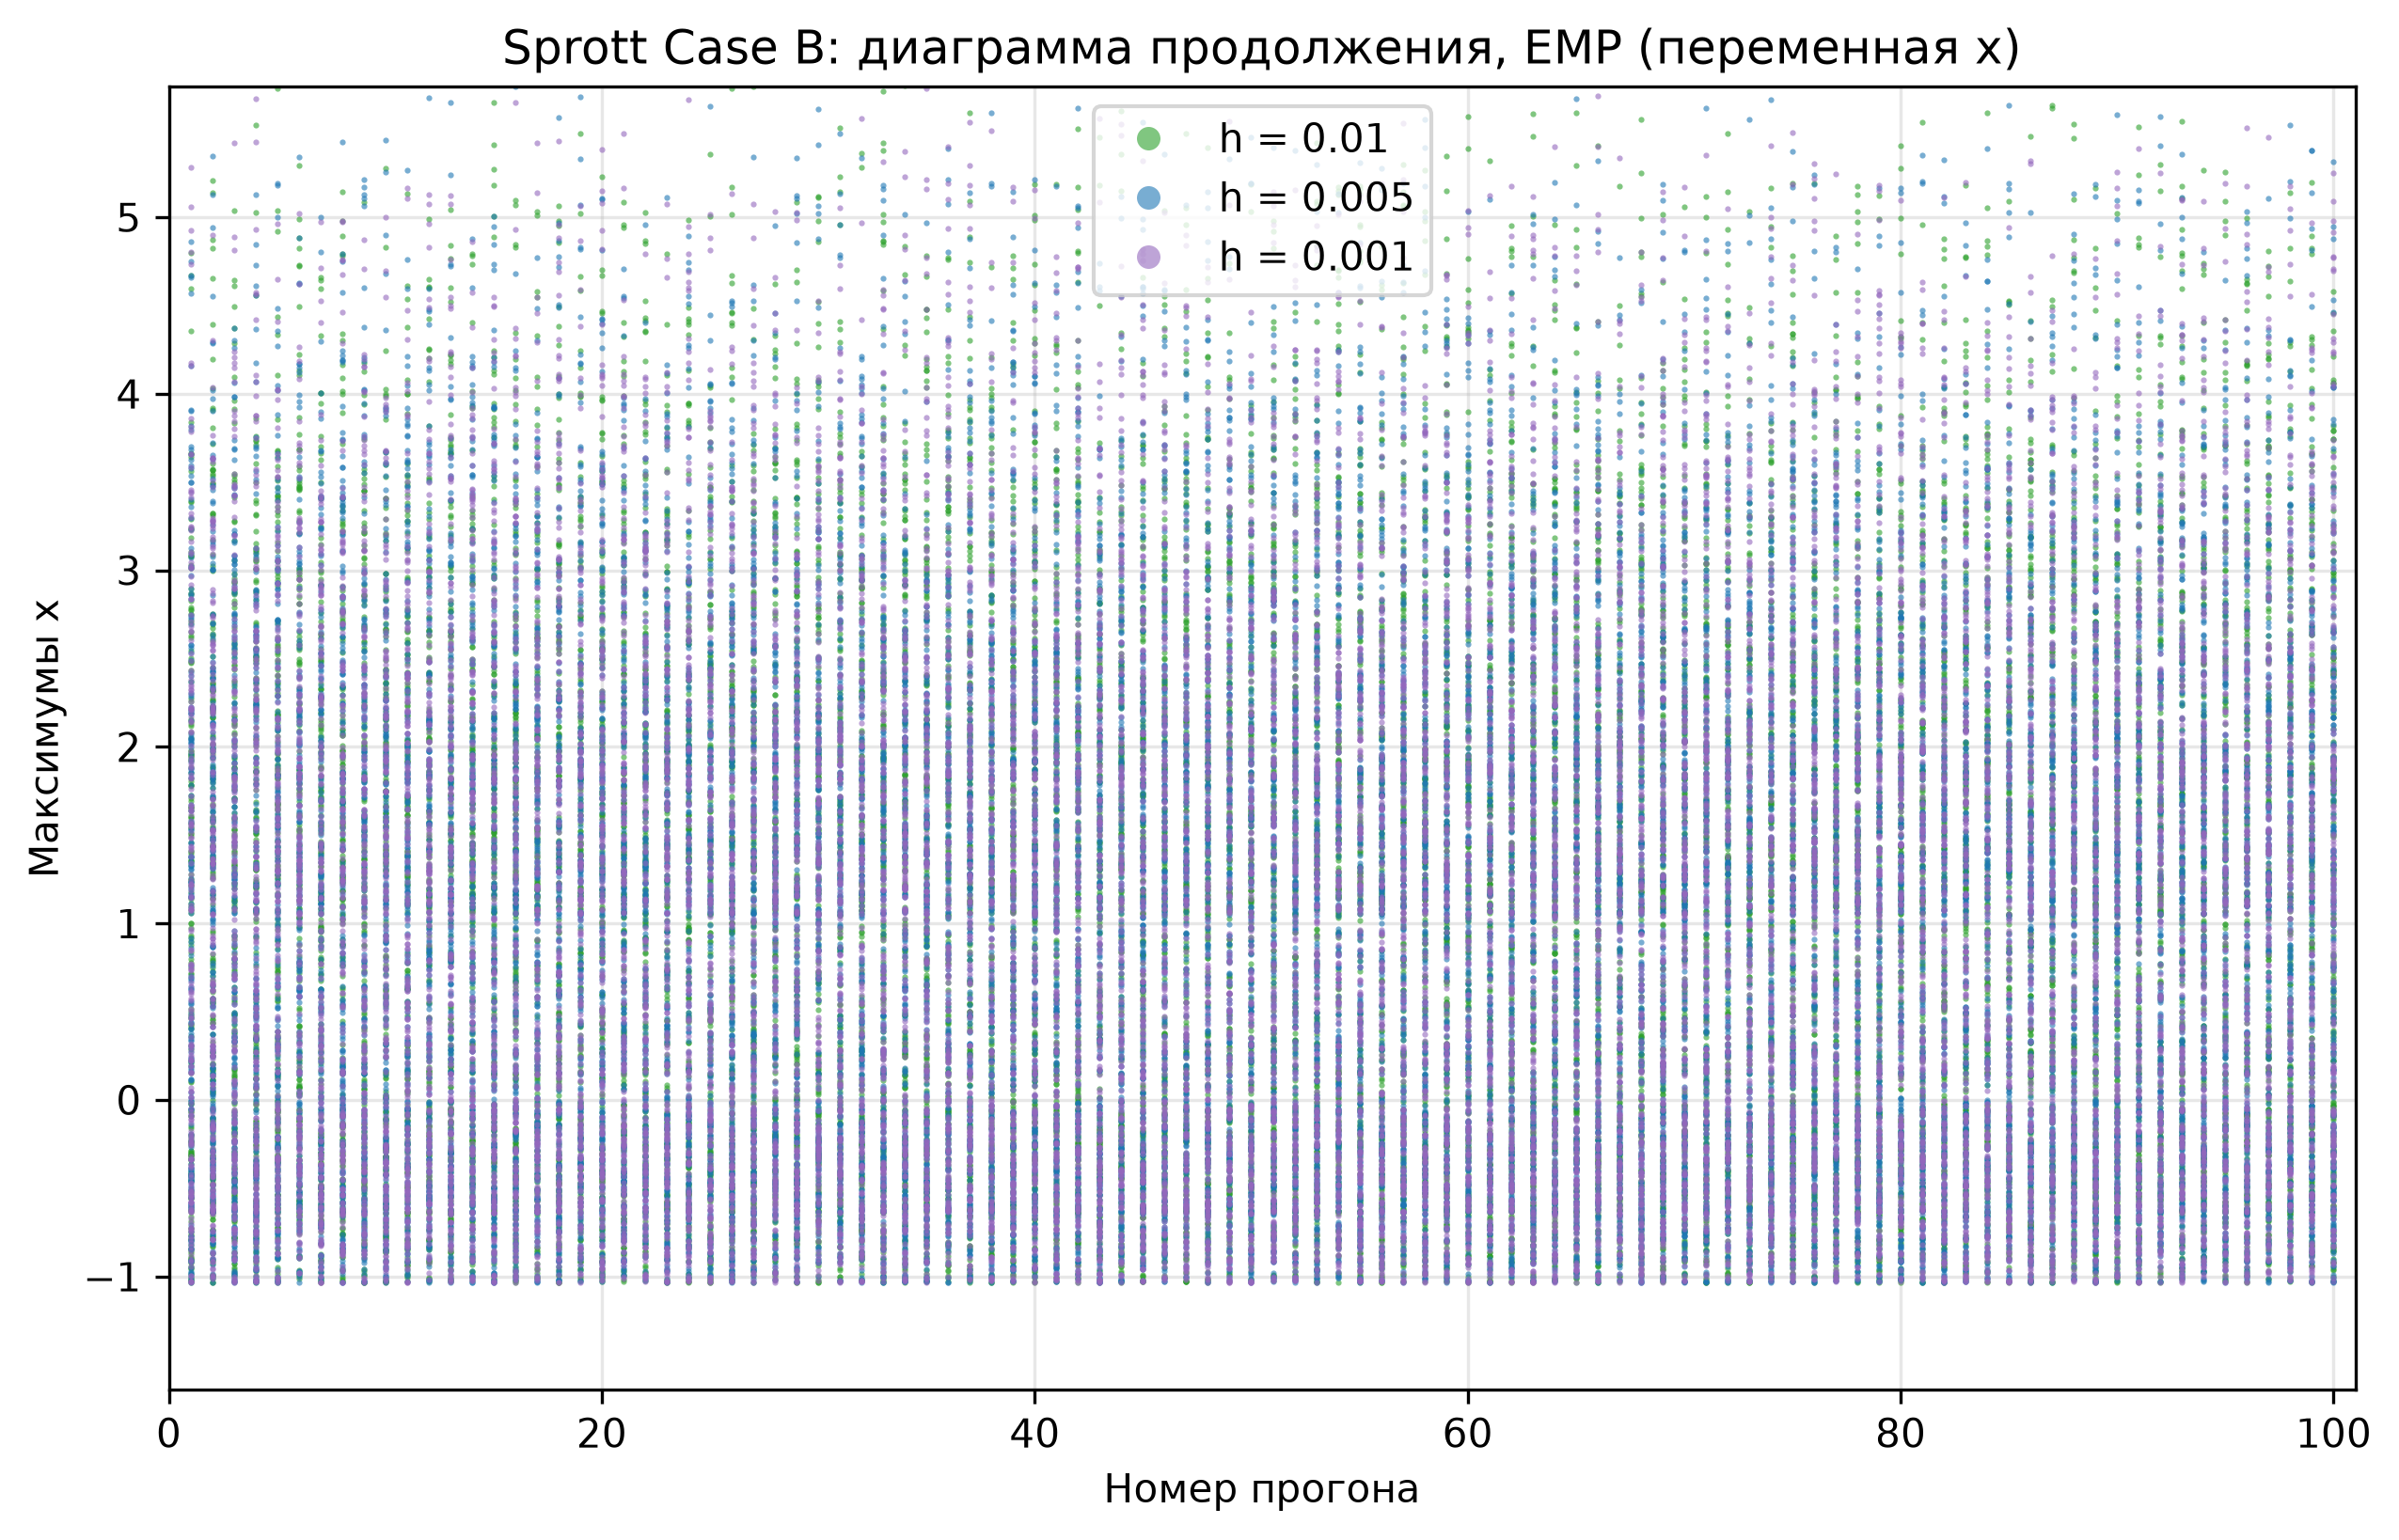 Sprott Case B: диаграмма продолжения, EMP (переменная x)
h = 0.01
h = 0.005
h = 0.001
Максимумы x
5
4
3
2
1
0
−1
0 20 40 60 80 100
Номер прогона